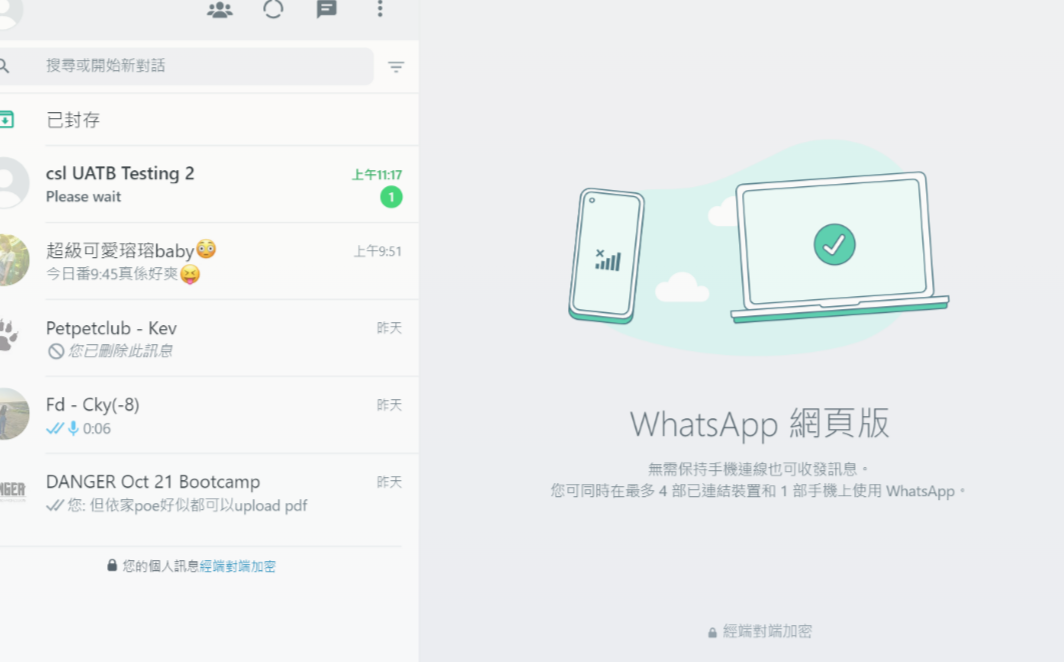 搜尋或開始新對話
已封存
csl UATB Testing 2
上午11:17
Please wait
1
超級可愛瑢瑢baby😳
上午9:51
今日番9:45真係好爽😝
Petpetclub - Kev
昨天
您已刪除此訊息
Fd - Cky(-8)
昨天
0:06
DANGER Oct 21 Bootcamp
昨天
您: 但依家poe好似都可以upload pdf
您的個人訊息經端對端加密
WhatsApp 網頁版
無需保持手機連線也可收發訊息。
您可同時在最多 4 部已連結裝置和 1 部手機上使用 WhatsApp。
經端對端加密